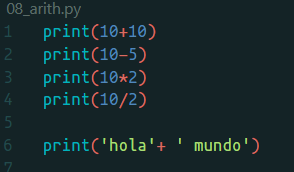 08_arith.py
1 print(10+10)
2 print(10-5)
3 print(10*2)
4 print(10/2)
5
6 print('hola'+ ' mundo')
7